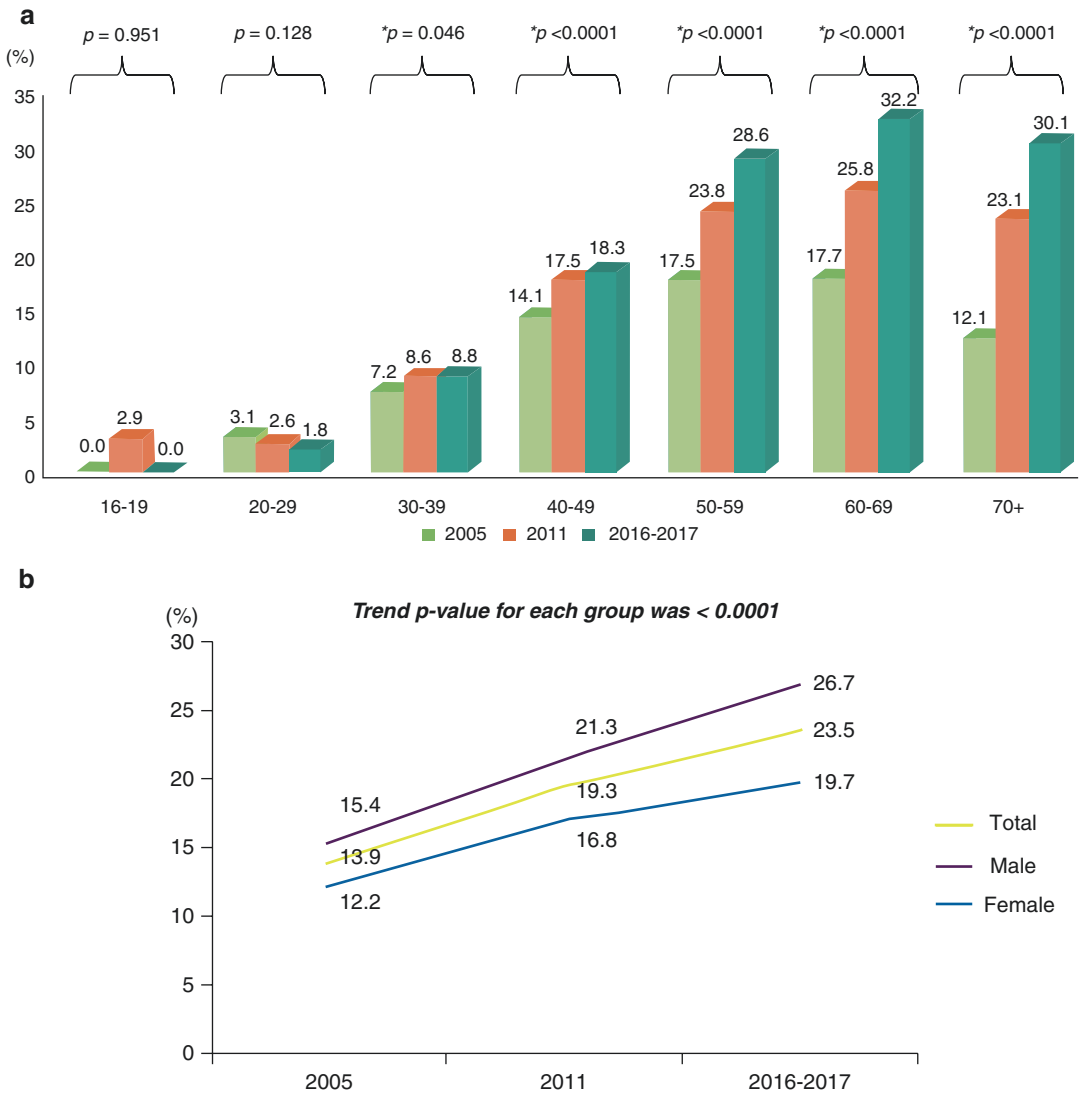 a
p = 0.951 p = 0.128 *p = 0.046 *p <0.0001 *p <0.0001 *p <0.0001 *p <0.0001
(%)
35
30
25
20
15
10
5
0
0.0 2.9 0.0
3.1 2.6 1.8
7.2 8.6 8.8
14.1 17.5 18.3
17.5 23.8 28.6
17.7 25.8 32.2
12.1 23.1 30.1
16-19 20-29 30-39 40-49 50-59 60-69 70+
2005 2011 2016-2017
b
Trend p-value for each group was < 0.0001
(%)
30
25
20
15
10
5
0
15.4 21.3 26.7
13.9 19.3 23.5
12.2 16.8 19.7
Total
Male
Female
2005 2011 2016-2017